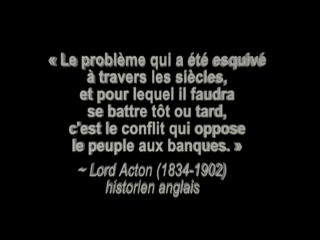 « Le problème qui a été esquivé
à travers les siècles,
et pour lequel il faudra
se battre tôt ou tard,
c'est le conflit qui oppose
le peuple aux banques. »
~ Lord Acton (1834-1902)
historien anglais